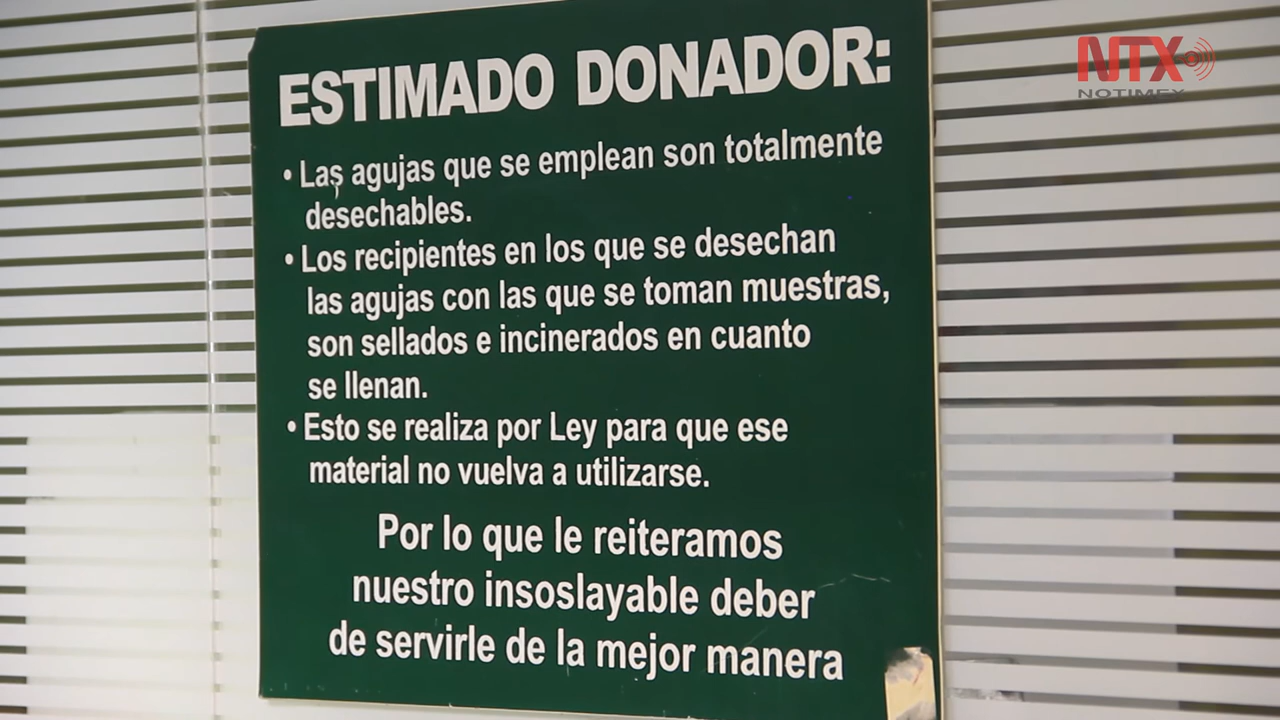 NTX
NOTIMEX
ESTIMADO DONADOR:
• Las agujas que se emplean son totalmente
desechables.
• Los recipientes en los que se desechan
las agujas con las que se toman muestras,
son sellados e incinerados en cuanto
se llenan.
• Esto se realiza por Ley para que ese
material no vuelva a utilizarse.
Por lo que le reiteramos
nuestro insoslayable deber
de servirle de la mejor manera